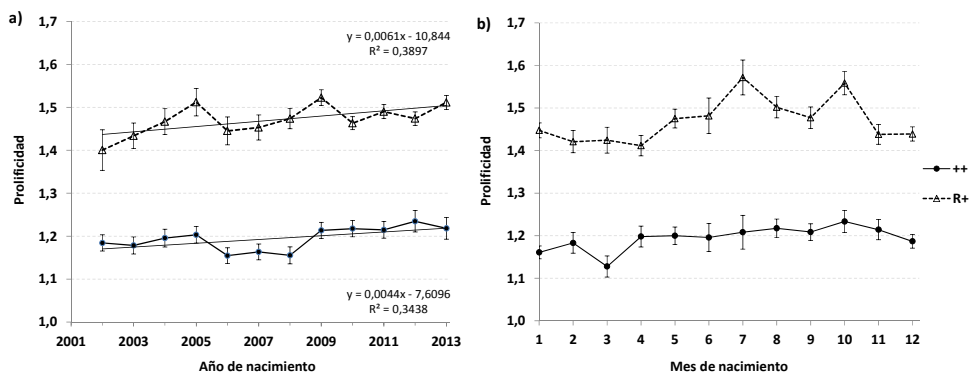 a)
1,7
1,6
1,5
1,4
1,3
1,2
1,1
1,0
Prolificidad
y = 0,0061x - 10,844
R² = 0,3897
y = 0,0044x - 7,6096
R² = 0,3438
2001 2003 2005 2007 2009 2011 2013
Año de nacimiento
b)
1,7
1,6
1,5
1,4
1,3
1,2
1,1
1,0
Prolificidad
1 2 3 4 5 6 7 8 9 10 11 12
Mes de nacimiento
++
R+